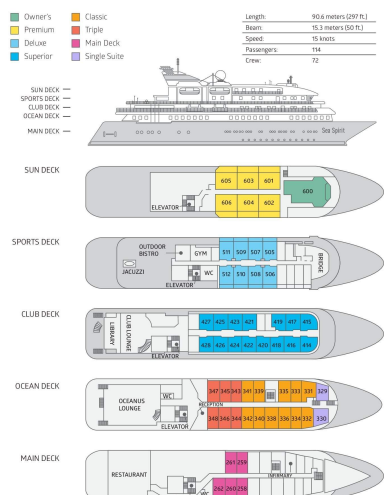 Owner's
Premium
Deluxe
Superior
Classic
Triple
Main Deck
Single Suite
Length: 90.6 meters (297 ft.)
Beam: 15.3 meters (50 ft.)
Speed: 15 knots
Passengers: 114
Crew: 72
SUN DECK
SPORTS DECK
CLUB DECK
OCEAN DECK
MAIN DECK
Sea Spirit
SUN DECK
605 603 601
600
606 604 602
ELEVATOR
SPORTS DECK
OUTDOOR
BISTRO
GYM
511 509 507 505
BRIDGE
JACUZZI
WC
512 510 508 506
ELEVATOR
CLUB DECK
LIBRARY
CLUB LOUNGE
427 425 423 421 419 417 415
428 426 424 422 420 418 416 414
ELEVATOR
OCEAN DECK
347 345 343 341 339 335 333 331 329
OCEANUS
LOUNGE
WC
RECEPTION
348 346 344 342 340 338 336 334 332 330
ELEVATOR
MAIN DECK
261 259
RESTAURANT
INFIRMARY
262 260 258
WC